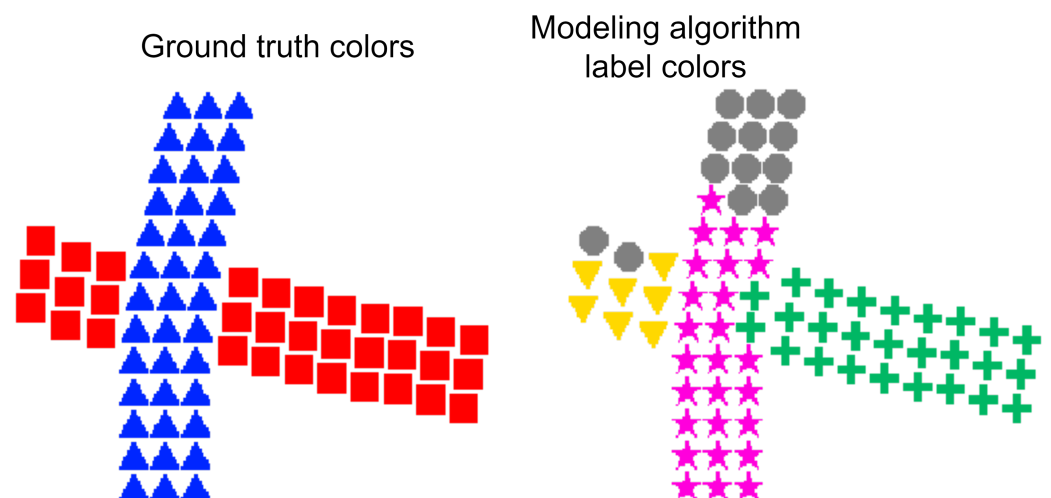 Ground truth colors
Modeling algorithm
label colors